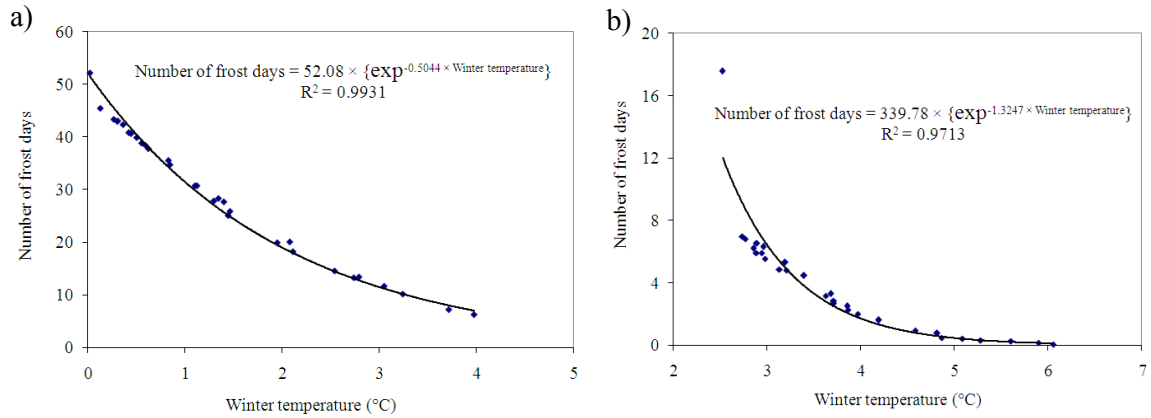 a)
Number of frost days = 52.08 × {exp^-0.5044 × Winter temperature}
R² = 0.9931
60
50
40
30
20
10
0
Number of frost days
0 1 2 3 4 5
Winter temperature (°C)
b)
Number of frost days = 339.78 × {exp^-1.3247 × Winter temperature}
R² = 0.9713
20
16
12
8
4
0
Number of frost days
2 3 4 5 6 7
Winter temperature (°C)